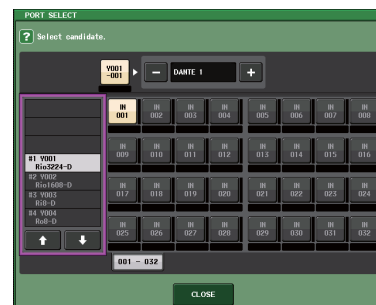 PORT SELECT
? Select candidate.
Y001
-001
DANTE 1
IN 001 IN 002 IN 003 IN 004 IN 005 IN 006 IN 007 IN 008
IN 009 IN 010 IN 011 IN 012 IN 013 IN 014 IN 015 IN 016
#1 Y001
Rio3224-D
#2 Y002
Rio1608-D
#3 Y003
Ri8-D
#4 Y004
Ro8-D
IN 017 IN 018 IN 019 IN 020 IN 021 IN 022 IN 023 IN 024
IN 025 IN 026 IN 027 IN 028 IN 029 IN 030 IN 031 IN 032
001 - 032
CLOSE